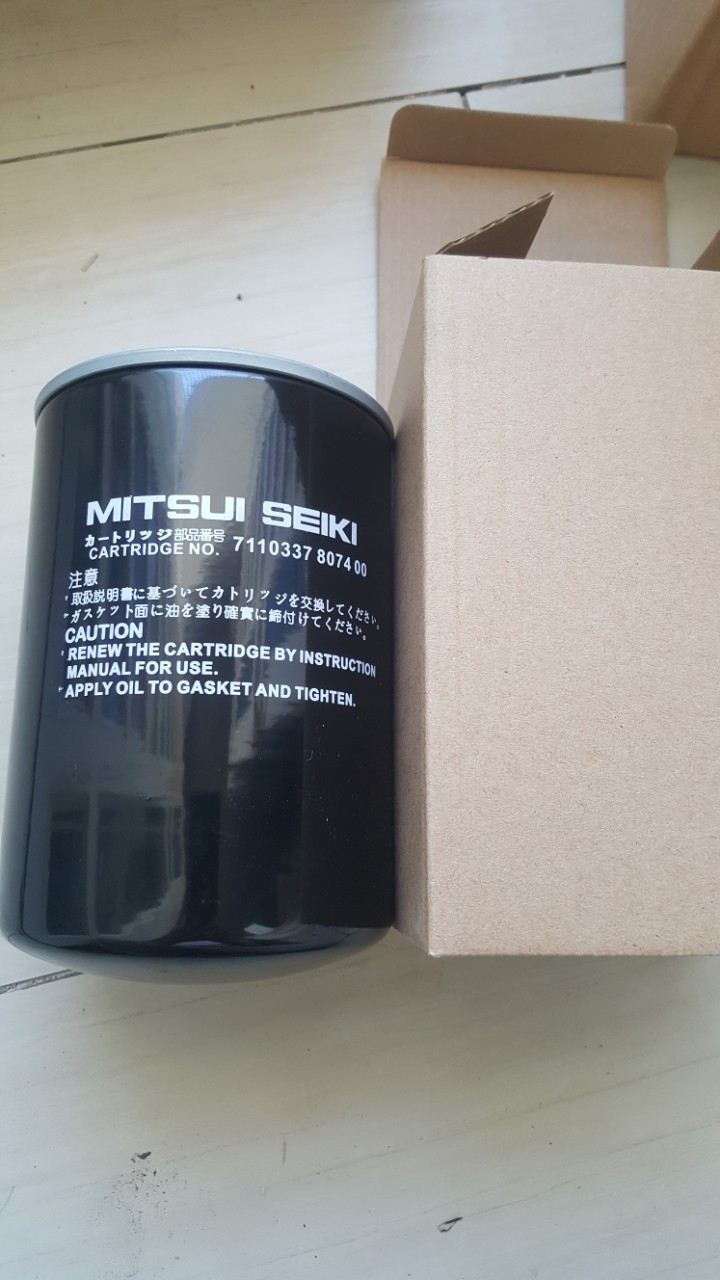 MITSUI SEIKI
カートリッジ部品番号
CARTRIDGE NO. 7110337 807400
注意
・取扱説明書に基づいてカトリッジを交換してください。
・ガスケット面に油を塗り確實に締付けてください。
CAUTION
・RENEW THE CARTRIDGE BY INSTRUCTION
MANUAL FOR USE.
・APPLY OIL TO GASKET AND TIGHTEN.